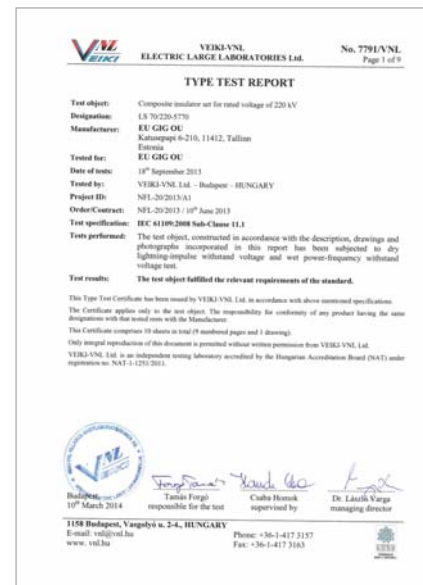 VNL
VEIKI
VEIKI-VNL
ELECTRIC LARGE LABORATORIES Ltd.
No. 7791/VNL
Page 1 of 9
TYPE TEST REPORT
Test object: Composite insulator set for rated voltage of 220 kV
Designation: LS 70/220-5770
Manufacturer: EU GIG OU
Katusepapi 6-210, 11412, Tallinn
Estonia
Tested for: EU GIG OU
Date of tests: 18th September 2013
Tested by: VEIKI-VNL Ltd. – Budapest – HUNGARY
Project ID: NFL-20/2013/A1
Order/Contract: NFL-20/2013 / 10th June 2013
Test specification: IEC 61109:2008 Sub-Clause 11.1
Tests performed: The test object, constructed in accordance with the description, drawings and
photographs incorporated in this report has been subjected to dry
lightning-impulse withstand voltage and wet power-frequency withstand
voltage test.
Test results: The test object fulfilled the relevant requirements of the standard.
This Type Test Certificate has been issued by VEIKI-VNL Ltd. in accordance with above mentioned specifications.
The Certificate applies only to the test object. The responsibility for conformity of any product having the same
designations with that tested rests with the Manufacturer.
This Certificate comprises 10 sheets in total (9 numbered pages and 1 drawing).
Only integral reproduction of this document is permitted without written permission from VEIKI-VNL Ltd.
VEIKI-VNL Ltd. is an independent testing laboratory accredited by the Hungarian Accreditation Board (NAT) under
registration no. NAT-1-1251/2011.
VNL
VEIKI
Budapest,
10th March 2014
Tamás Forgó
responsible for the test
Csaba Homok
supervised by
Dr. László Varga
managing director
1158 Budapest, Vasgolyó u. 2-4., HUNGARY
E-mail: vnl@vnl.hu
www. vnl.hu
Phone: +36-1-417 3157
Fax: +36-1-417 3163